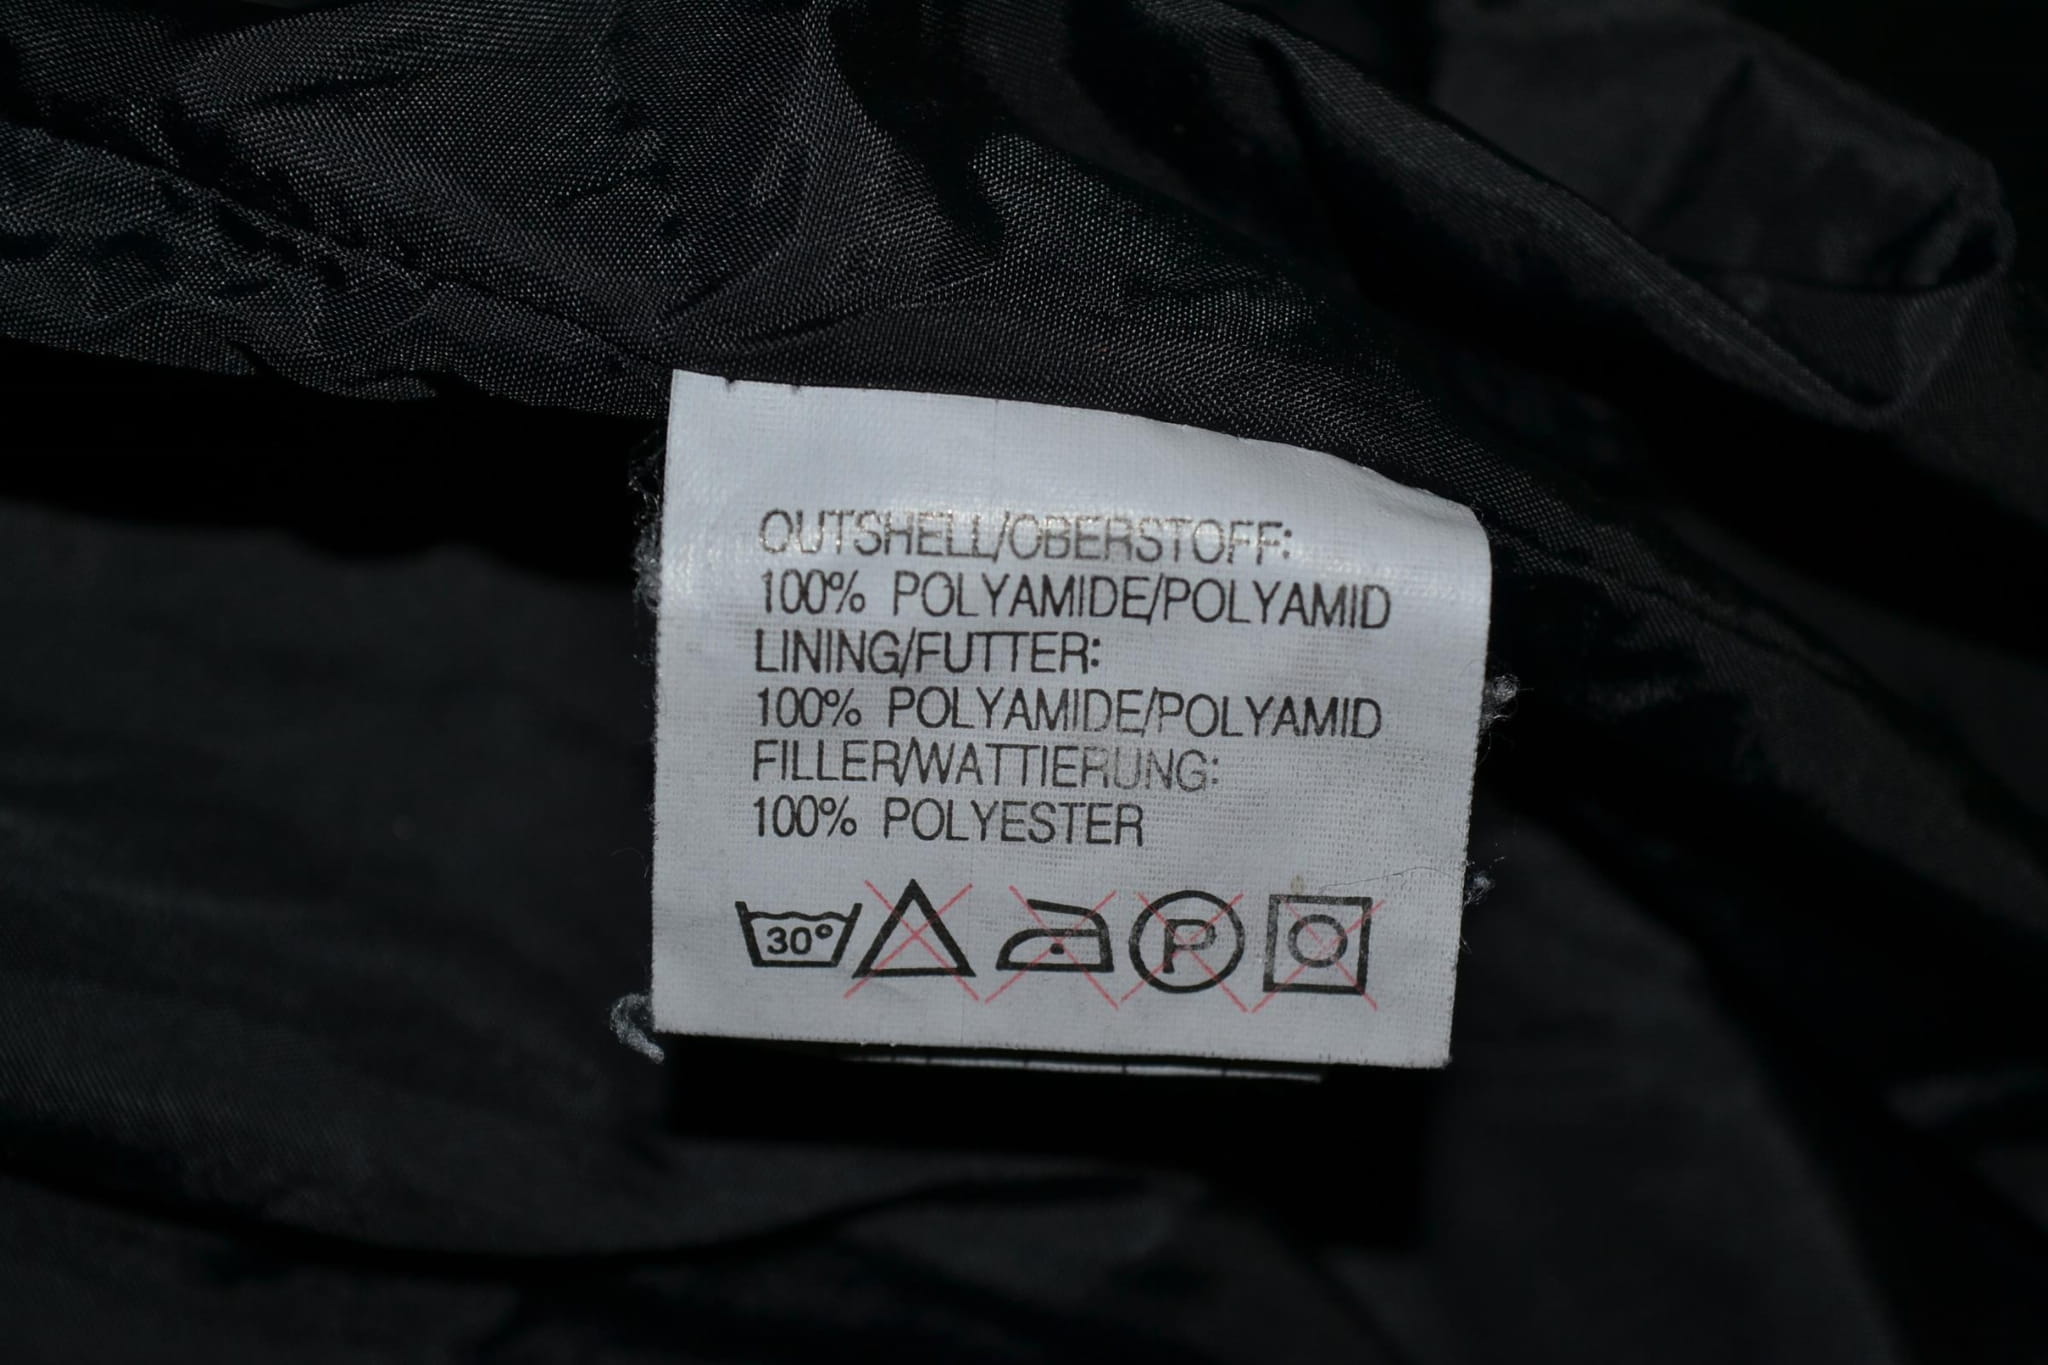 OUTSHELL/OBERSTOFF:
100% POLYAMIDE/POLYAMID
LINING/FUTTER:
100% POLYAMIDE/POLYAMID
FILLER/WATTIERUNG:
100% POLYESTER
30° P